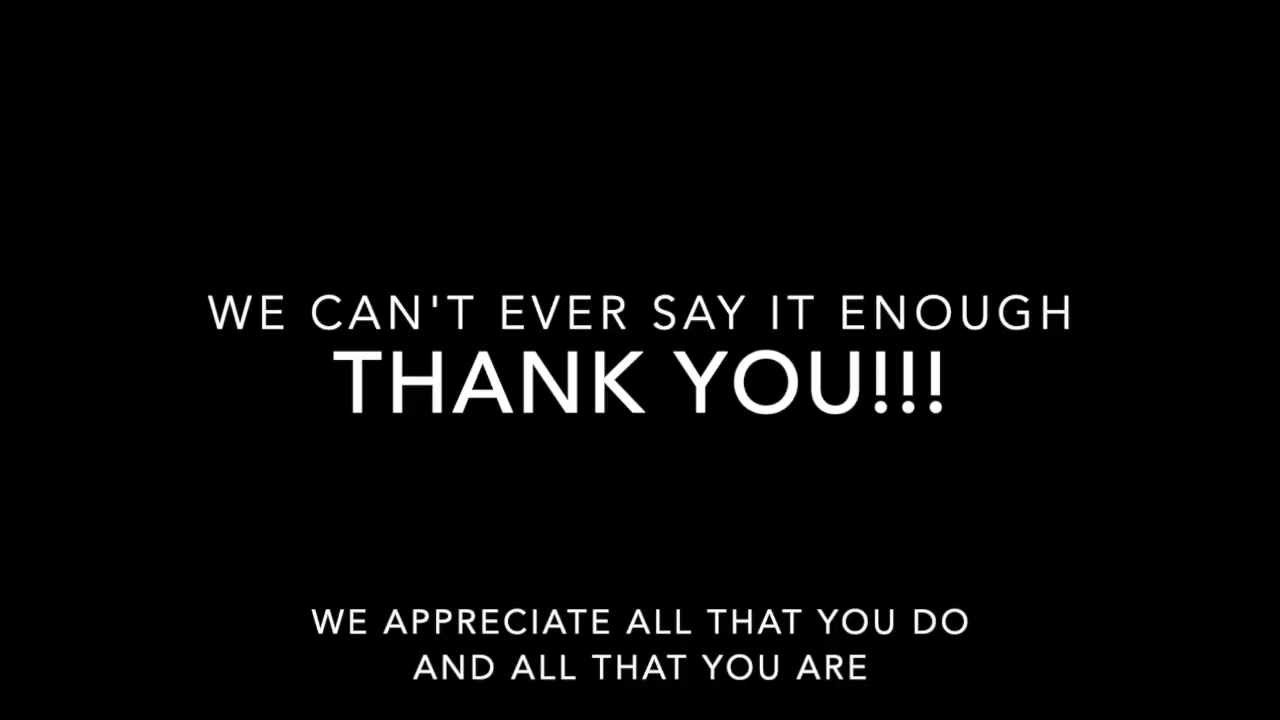 WE CAN'T EVER SAY IT ENOUGH
THANK YOU!!!
WE APPRECIATE ALL THAT YOU DO
AND ALL THAT YOU ARE